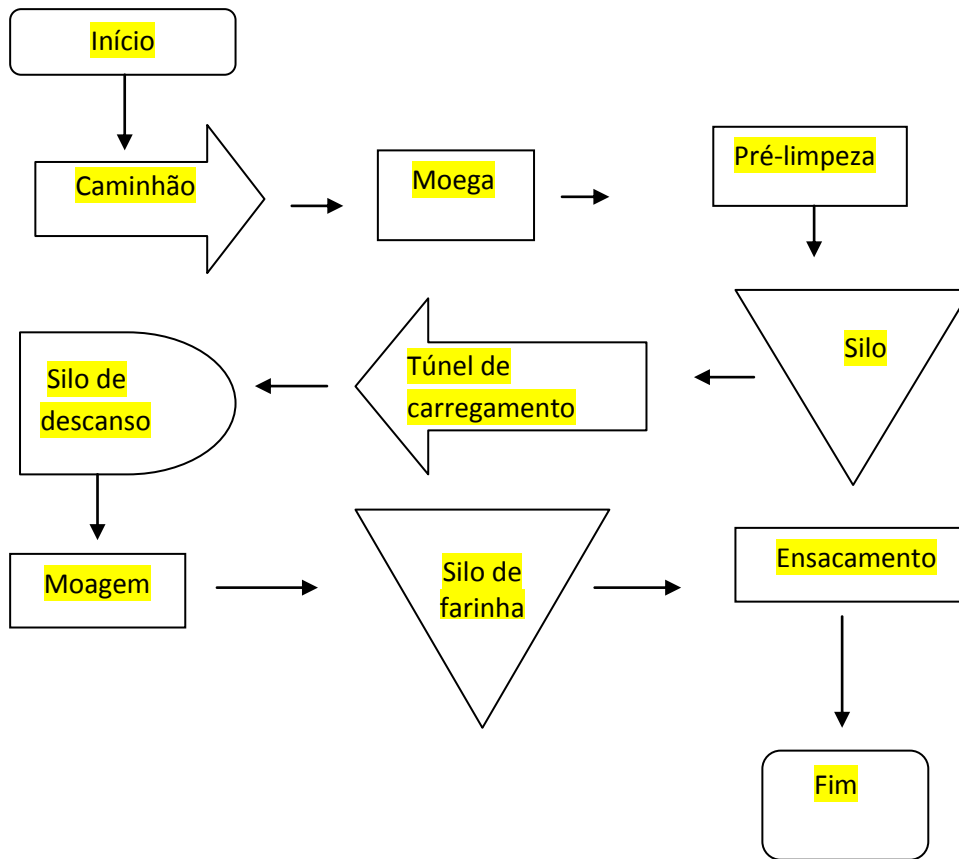 Início
Caminhão
Moega
Pré-limpeza
Silo
Túnel de
carregamento
Silo de
descanso
Moagem
Silo de
farinha
Ensacamento
Fim